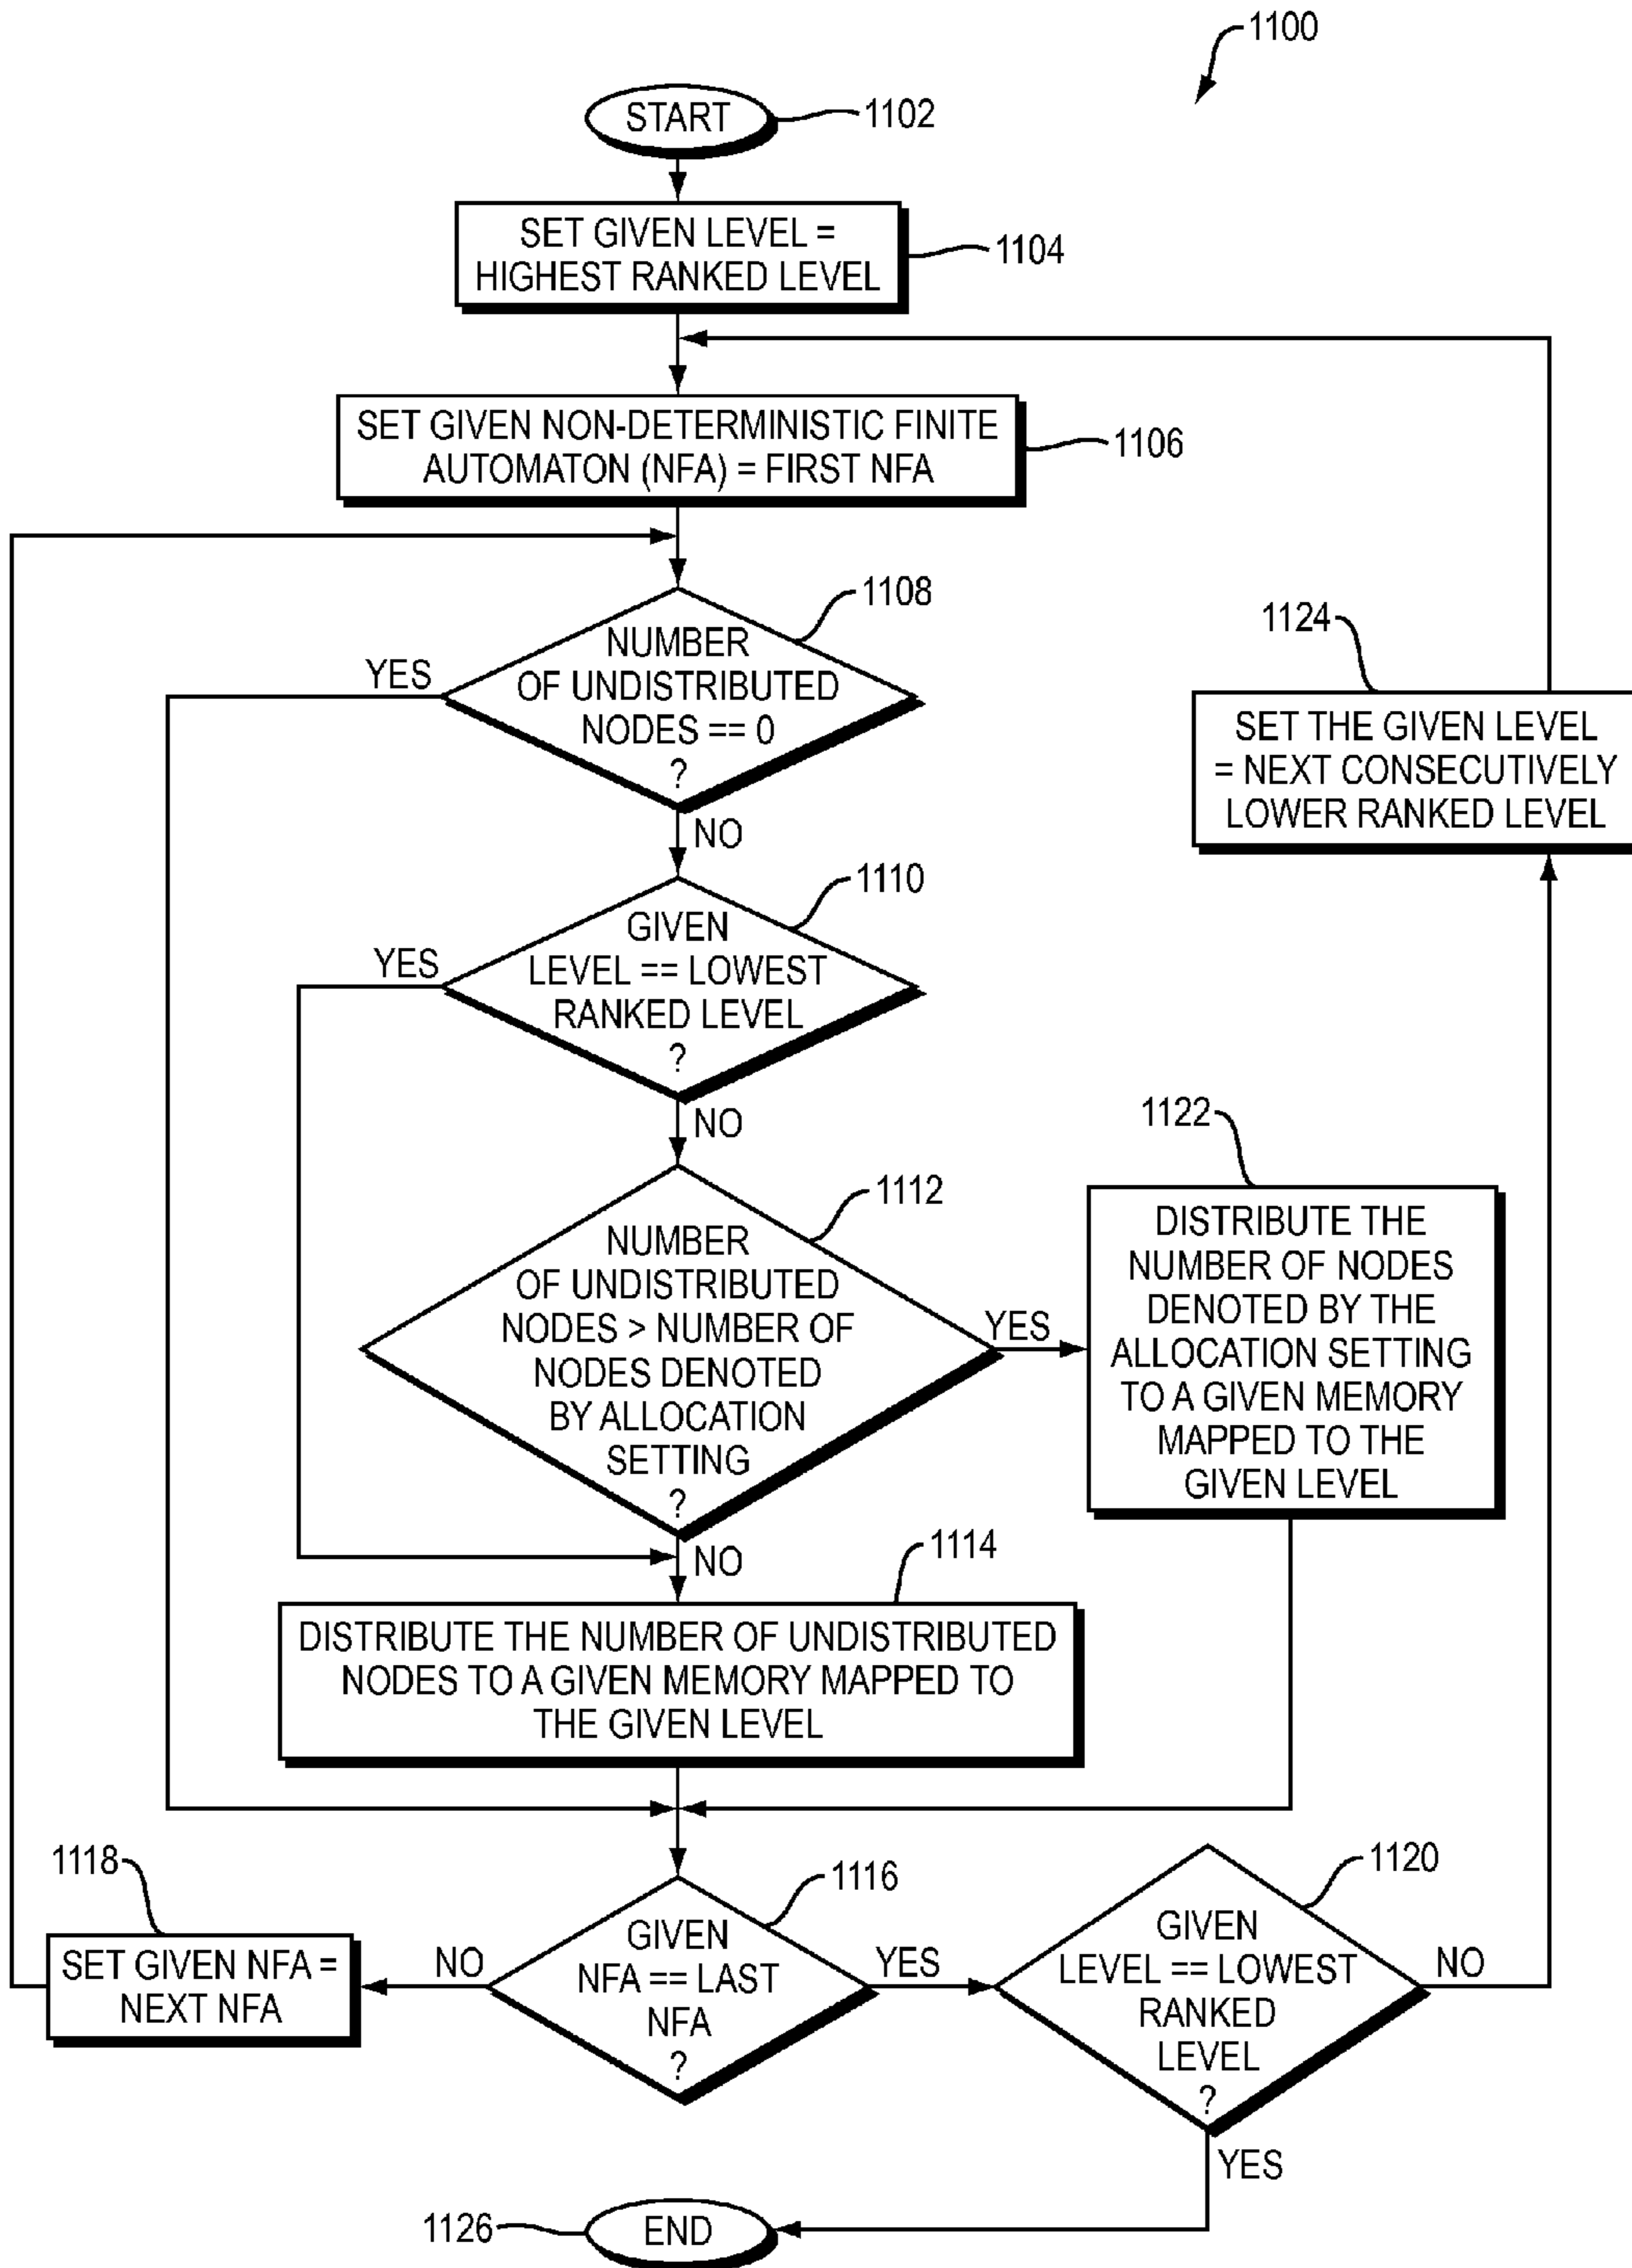 1100
START
1102
SET GIVEN LEVEL =
HIGHEST RANKED LEVEL
1104
SET GIVEN NON-DETERMINISTIC FINITE
AUTOMATON (NFA) = FIRST NFA
1106
1108
NUMBER
OF UNDISTRIBUTED
NODES == 0
?
YES
NO
1124
SET THE GIVEN LEVEL
= NEXT CONSECUTIVELY
LOWER RANKED LEVEL
1110
GIVEN
LEVEL == LOWEST
RANKED LEVEL
?
YES
NO
1112
NUMBER
OF UNDISTRIBUTED
NODES > NUMBER OF
NODES DENOTED
BY ALLOCATION
SETTING
?
YES
NO
1122
DISTRIBUTE THE
NUMBER OF NODES
DENOTED BY THE
ALLOCATION SETTING
TO A GIVEN MEMORY
MAPPED TO THE
GIVEN LEVEL
1114
DISTRIBUTE THE NUMBER OF UNDISTRIBUTED
NODES TO A GIVEN MEMORY MAPPED TO
THE GIVEN LEVEL
1118
SET GIVEN NFA =
NEXT NFA
NO
1116
GIVEN
NFA == LAST
NFA
?
YES
1120
GIVEN
LEVEL == LOWEST
RANKED
LEVEL
?
NO
YES
1126
END